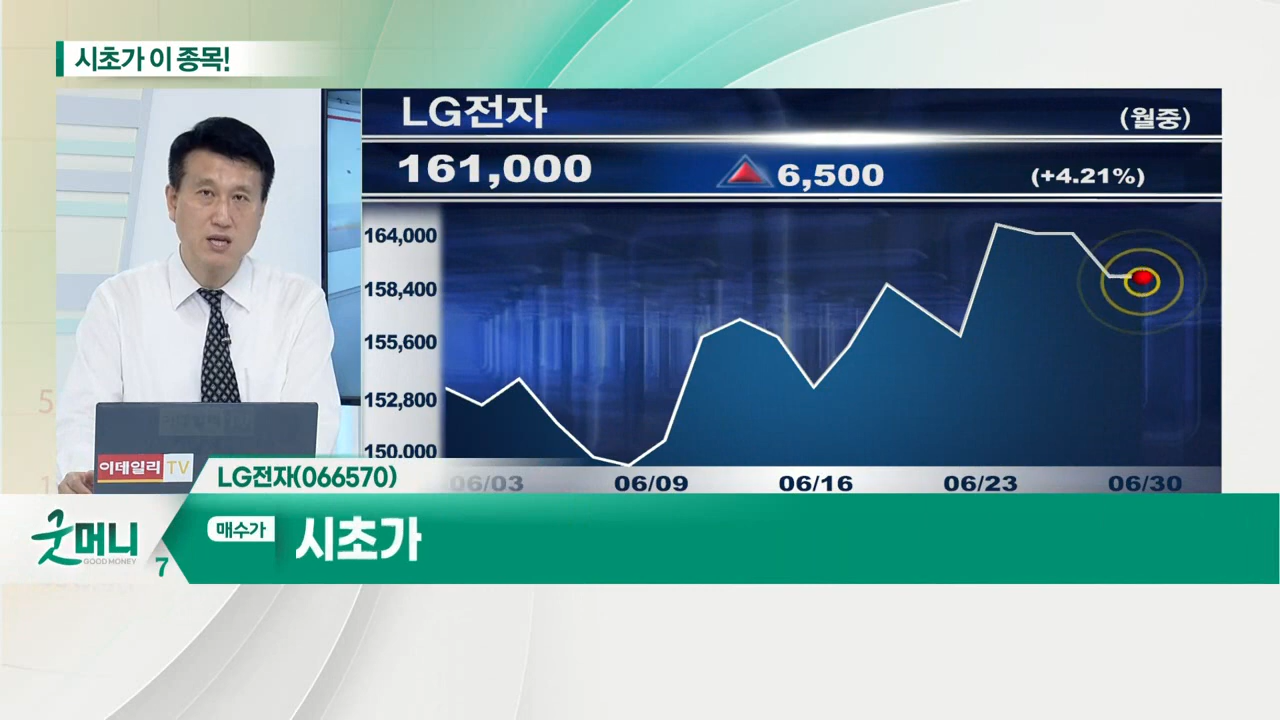 시초가 이 종목!
LG전자
(월중)
161,000 ▲ 6,500 (+4.21%)
164,000
158,400
155,600
152,800
150,000
06/03 06/09 06/16 06/23 06/30
이데일리 TV
LG전자(066570)
매수가 시초가
굿머니
GOOD MONEY
7
5
1